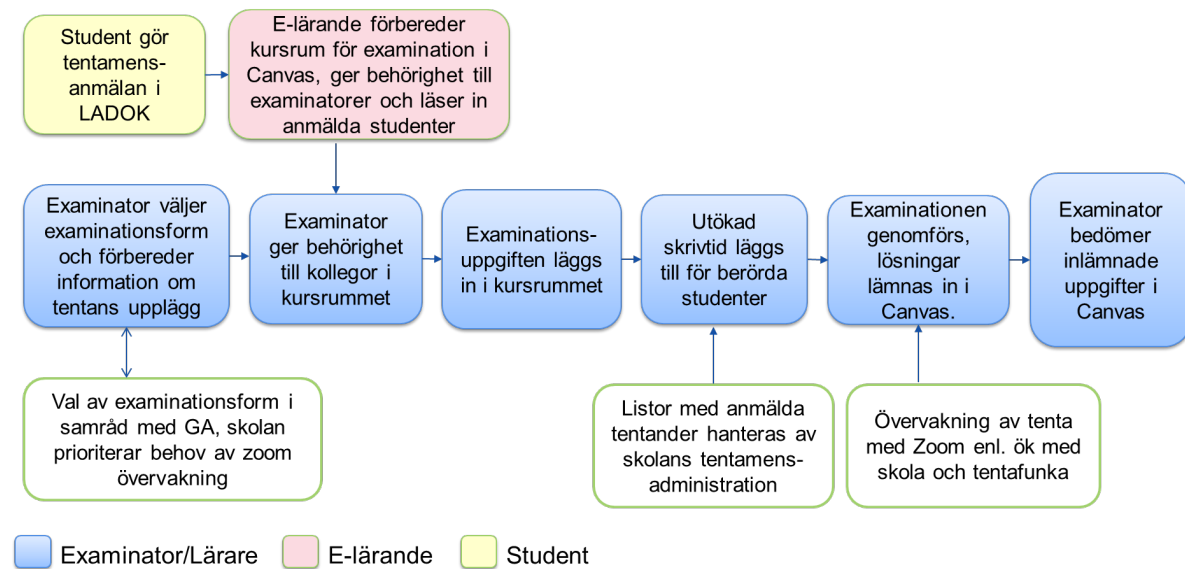 Student gör
tentamens-
anmälan i
LADOK
E-lärande förbereder
kursrum för examination i
Canvas, ger behörighet till
examinatorer och läser in
anmälda studenter
Examinator väljer
examinationsform
och förbereder
information om
tentans upplägg
Examinator
ger behörighet
till kollegor i
kursrummet
Examinations-
uppgiften läggs
in i kursrummet
Utökad
skrivtid läggs
till för berörda
studenter
Examinationen
genomförs,
lösningar
lämnas in i
Canvas.
Examinator
bedömer
inlämnade
uppgifter i
Canvas
Val av examinationsform i
samråd med GA, skolan
prioriterar behov av zoom
övervakning
Listor med anmälda
tentander hanteras av
skolans tentamens-
administration
Övervakning av tenta
med Zoom enl. ök med
skola och tentafunka
Examinator/Lärare
E-lärande
Student